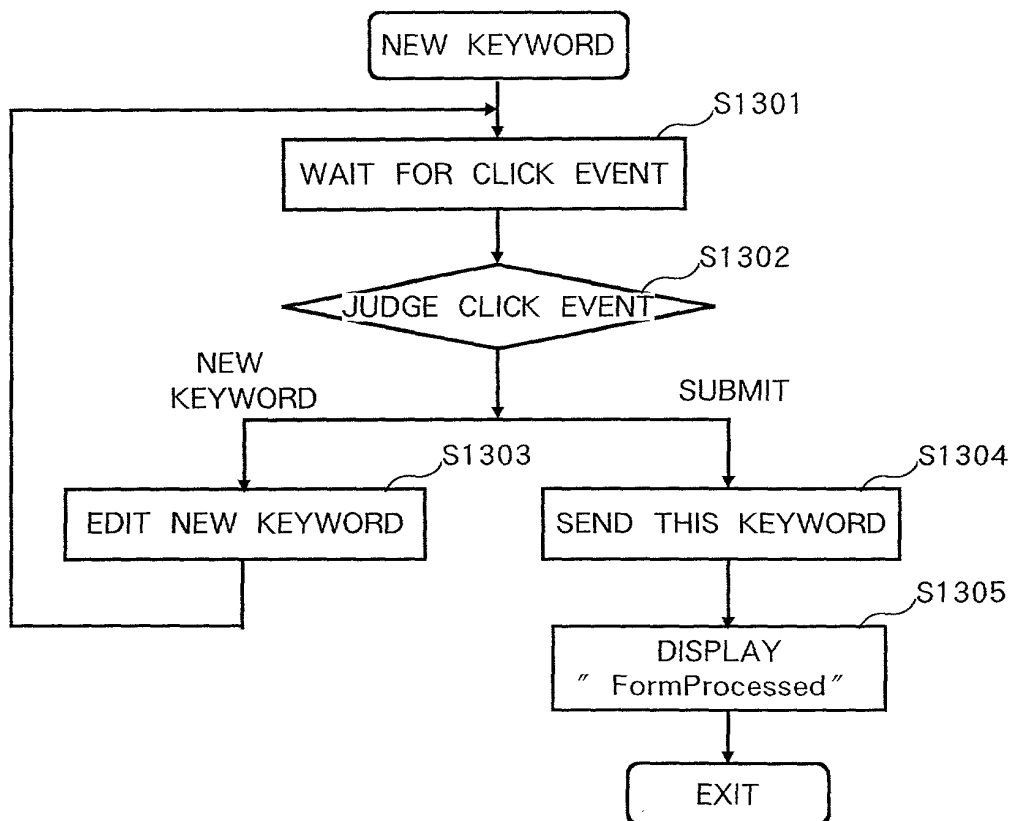 NEW KEYWORD
S1301
WAIT FOR CLICK EVENT
S1302
JUDGE CLICK EVENT
NEW
KEYWORD
SUBMIT
S1303
S1304
EDIT NEW KEYWORD
SEND THIS KEYWORD
S1305
DISPLAY
" FormProcessed"
EXIT